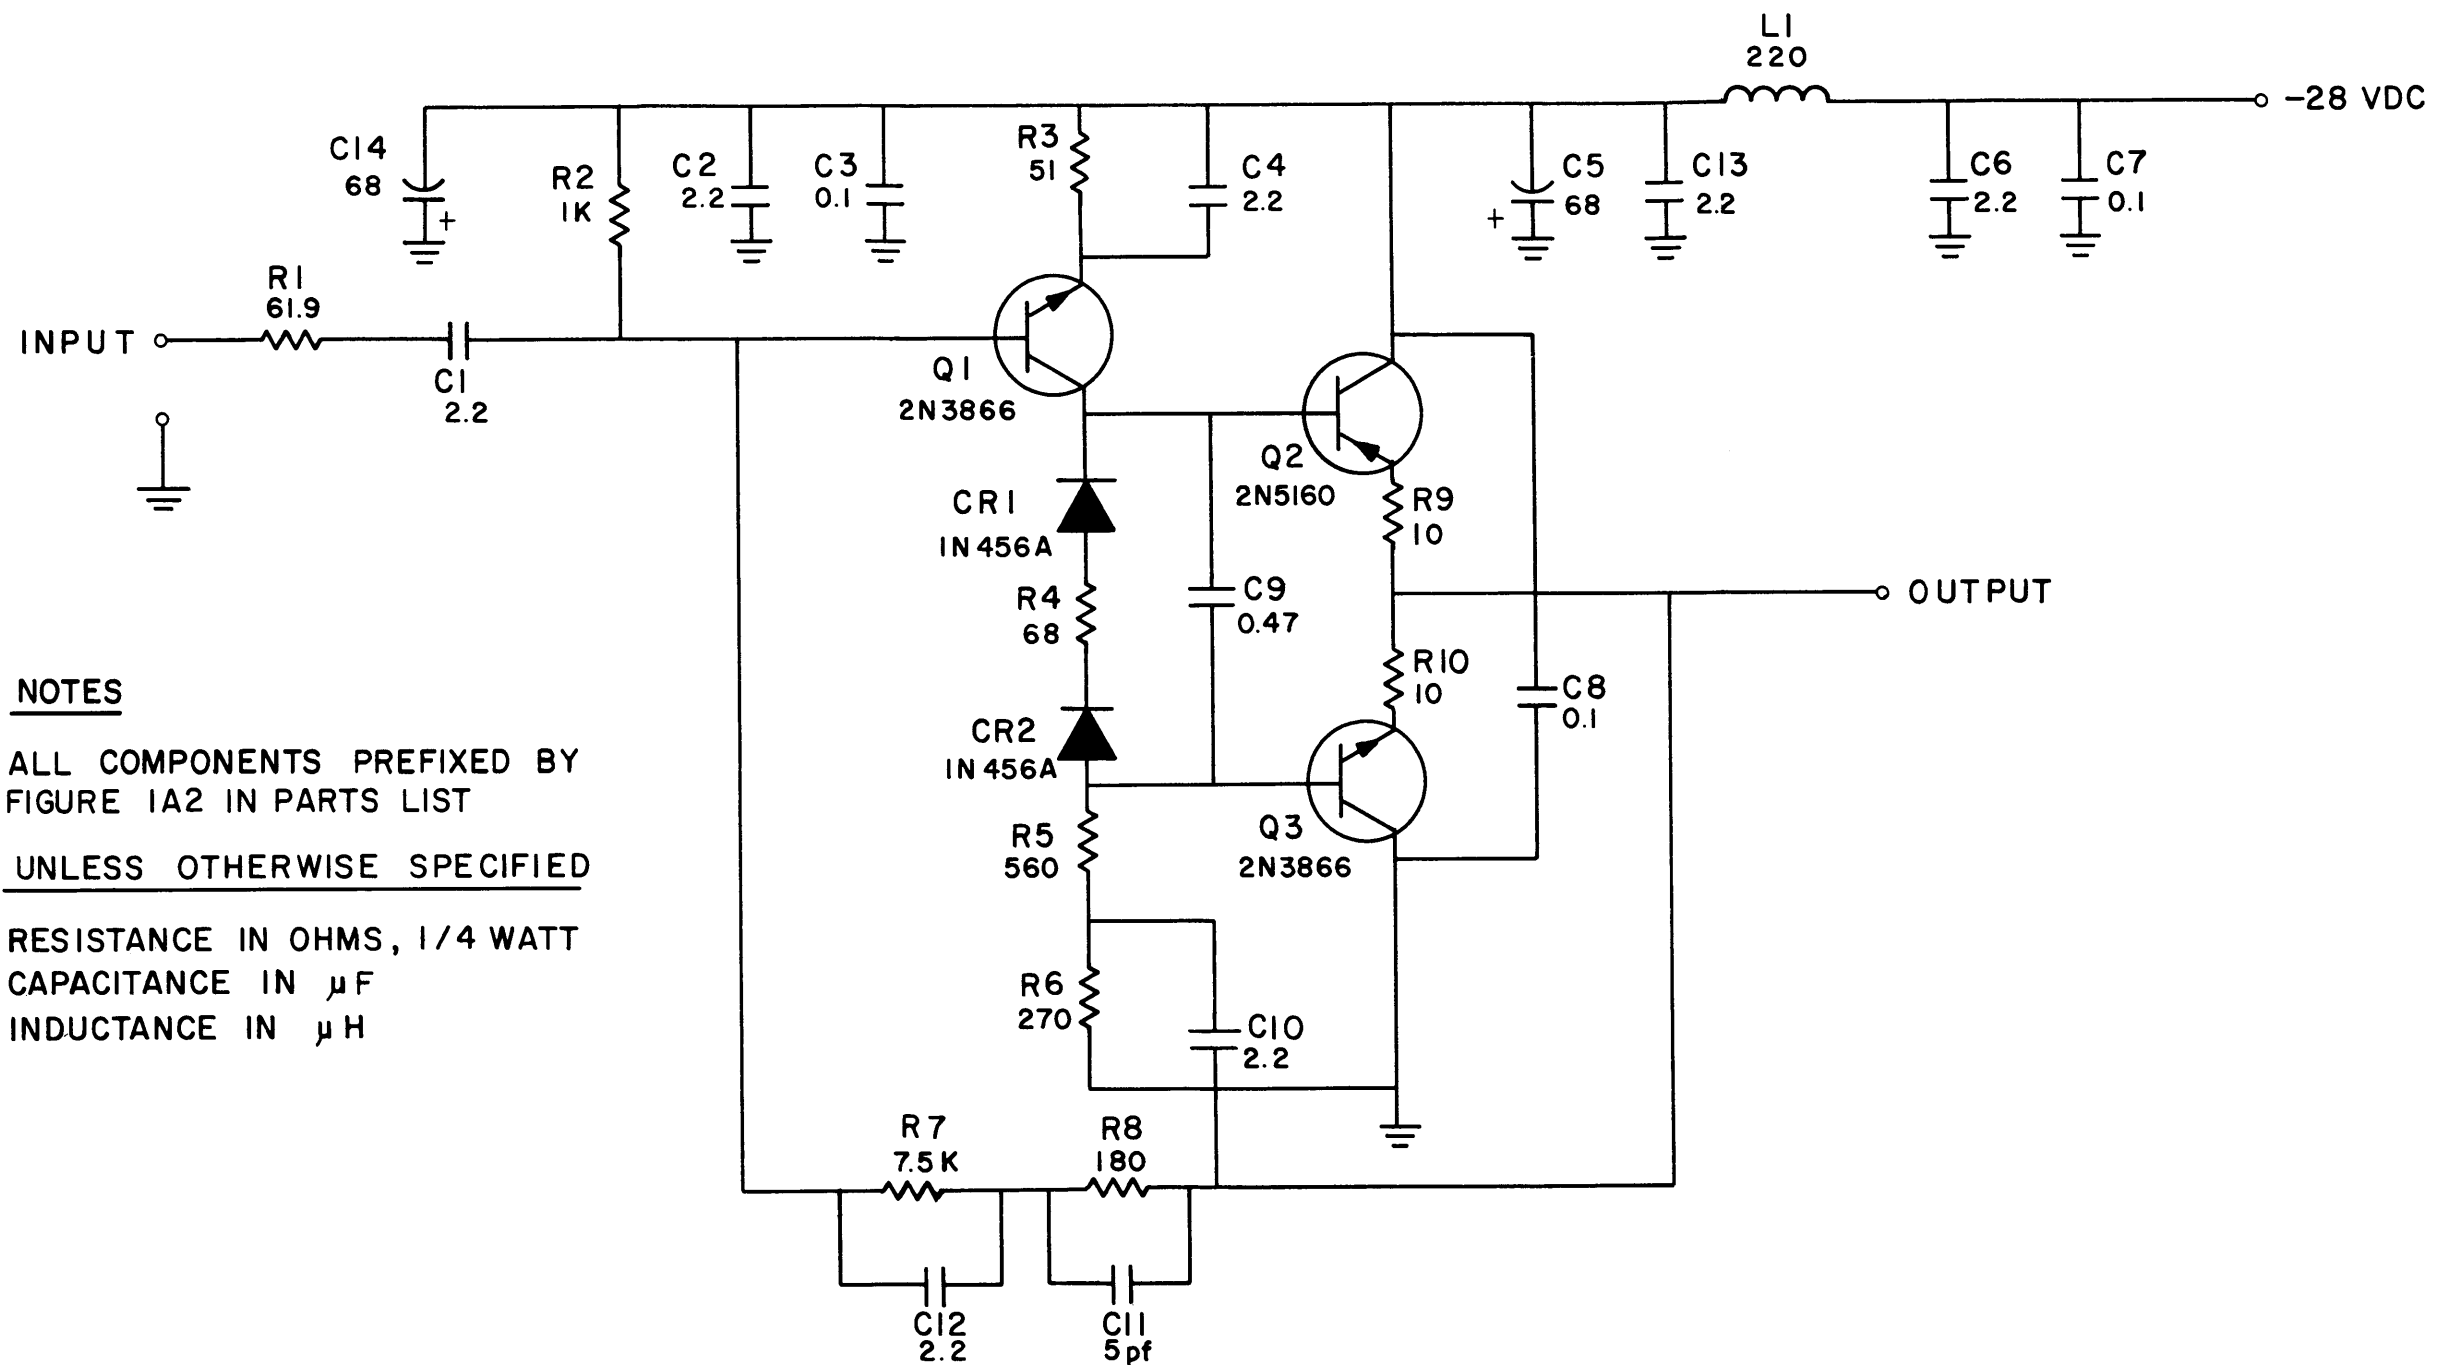 L1
220
-28 VDC
C14
68
+
R2
1K
C2
2.2
C3
0.1
R3
51
C4
2.2
C5
68
+
C13
2.2
C6
2.2
C7
0.1
R1
61.9
INPUT
C1
2.2
Q1
2N3866
Q2
2N5160
CR1
1N456A
R9
10
R4
68
C9
0.47
OUTPUT
R10
10
C8
0.1
CR2
1N456A
Q3
2N3866
R5
560
R6
270
C10
2.2
R7
7.5K
R8
180
C12
2.2
C11
5pf
NOTES
ALL COMPONENTS PREFIXED BY
FIGURE 1A2 IN PARTS LIST
UNLESS OTHERWISE SPECIFIED
RESISTANCE IN OHMS, 1/4 WATT
CAPACITANCE IN μF
INDUCTANCE IN μH